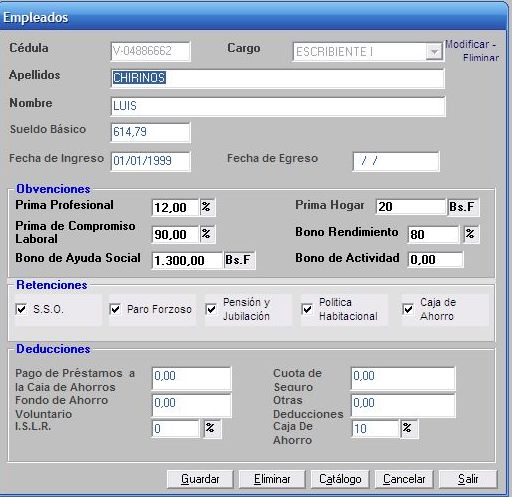 Empleados
Cédula V-04886662 Cargo ESCRIBIENTE I Modificar -
Eliminar
Apellidos CHIRINOS
Nombre LUIS
Sueldo Básico 614,79
Fecha de Ingreso 01/01/1999 Fecha de Egreso / /
Obvenciones
Prima Profesional 12,00 % Prima Hogar 20 Bs.F
Prima de Compromiso
Laboral 90,00 % Bono Rendimiento 80 %
Bono de Ayuda Social 1.300,00 Bs.F Bono de Actividad 0,00
Retenciones
S.S.O. Paro Forzoso Pensión y
Jubilación Politica
Habitacional Caja de
Ahorro
Deducciones
Pago de Préstamos a
la Caja de Ahorros 0,00 Cuota de
Seguro 0,00
Fondo de Ahorro
Voluntario 0,00 Otras
Deducciones 0,00
I.S.L.R. 0 % Caja De
Ahorro 10 %
Guardar Eliminar Catálogo Cancelar Salir